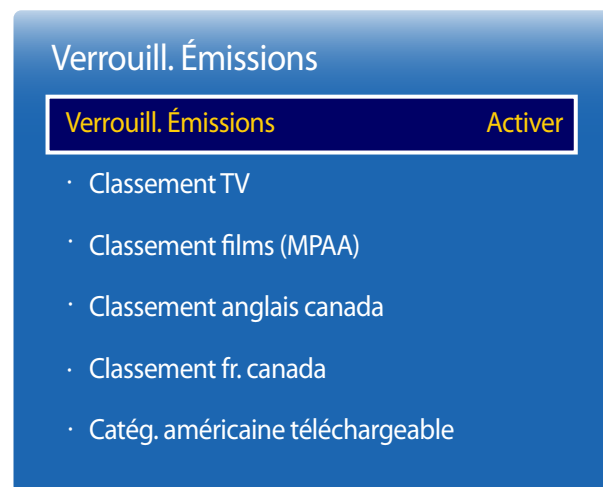 Verrouill. Émissions
Verrouill. Émissions Activer
· Classement TV
· Classement films (MPAA)
· Classement anglais canada
· Classement fr. canada
· Catég. américaine téléchargeable